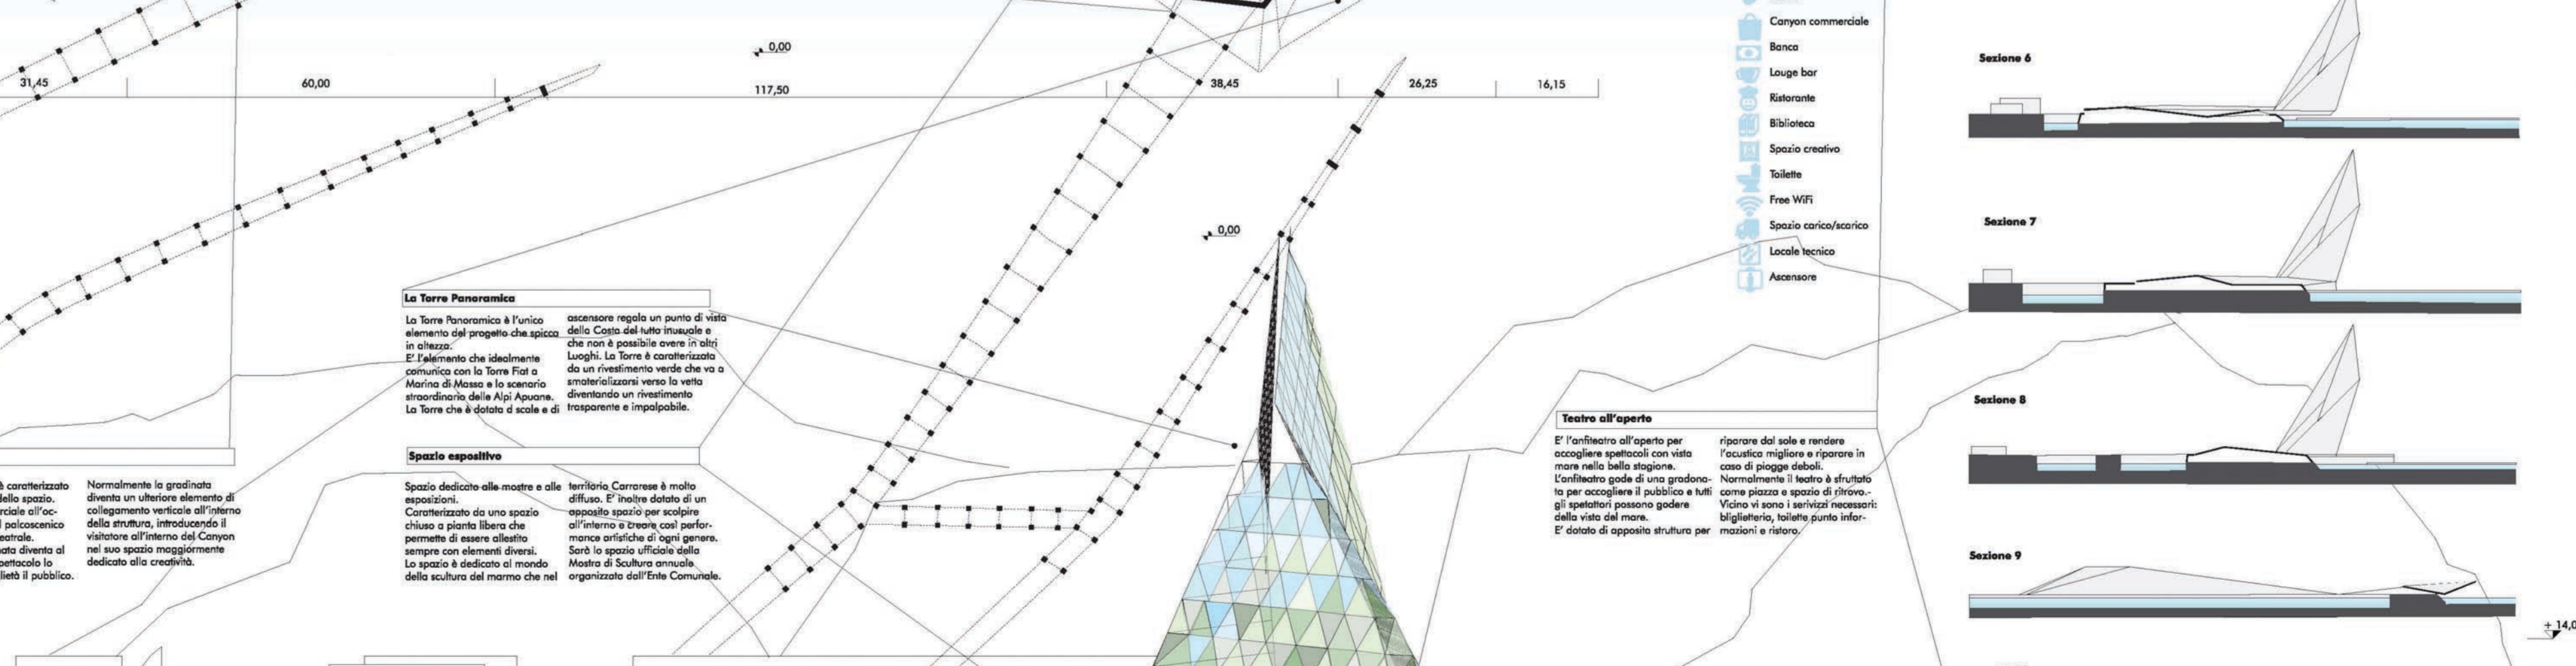 31,45
60,00
0,00
117,50
38,45
26,25
16,15
0,00
Canyon commerciale
Banca
Louge bar
Ristorante
Biblioteca
Spazio creativo
Toilette
Free WiFi
Spazio carico/scarico
Locale tecnico
Ascensore
Sezione 6
Sezione 7
Sezione 8
Sezione 9
+ 14,0
La Torre Panoramica
La Torre Panoramica è l'unico
elemento del progetto che spicca
in altezza.
E' l'elemento che idealmente
comunica con la Torre Fiat a
Marina di Massa e lo scenario
straordinario delle Alpi Apuane.
La Torre che è dotata d scale e di
ascensore regala un punto di vista
della Costa del tutto inusuale e
che non è possibile avere in altri
Luoghi. La Torre è caratterizzata
da un rivestimento verde che va a
smaterializzarsi verso la vetta
diventando un rivestimento
trasparente e impalpabile.
Spazio espositivo
Spazio dedicato alle mostre e alle
esposizioni.
Caratterizzato da uno spazio
chiuso a pianta libera che
permette di essere allestito
sempre con elementi diversi.
Lo spazio è dedicato al mondo
della scultura del marmo che nel
territorio Carrarese è molto
diffuso. E' inoltre dotato di un
apposito spazio per scolpire
all'interno e creare così perfor-
mance artistiche di ogni genere.
Sarà lo spazio ufficiale della
Mostra di Scultura annuale
organizzata dall'Ente Comunale.
è caratterizzato
dello spazio.
rciale all'oc-
l palcoscenico
eatrale.
ata diventa al
pettacolo lo
lietà il pubblico.
Normalmente la gradinata
diventa un ulteriore elemento di
collegamento verticale all'interno
della struttura, introducendo il
visitatore all'interno del Canyon
nel suo spazio maggiormente
dedicato alla creatività.
Teatro all'aperto
E' l'anfiteatro all'aperto per
accogliere spettacoli con vista
mare nella bella stagione.
L'anfiteatro gode di una gradona-
ta per accogliere il pubblico e tutti
gli spetattori possono godere
della vista del mare.
E' dotato di apposita struttura per
riparare dal sole e rendere
l'acustica migliore e riparare in
caso di piogge deboli.
Normalmente il teatro è sfruttato
come piazza e spazio di ritrovo.-
Vicino vi sono i serivizzi necessari:
bliglietteria, toilette punto infor-
mazioni e ristoro.